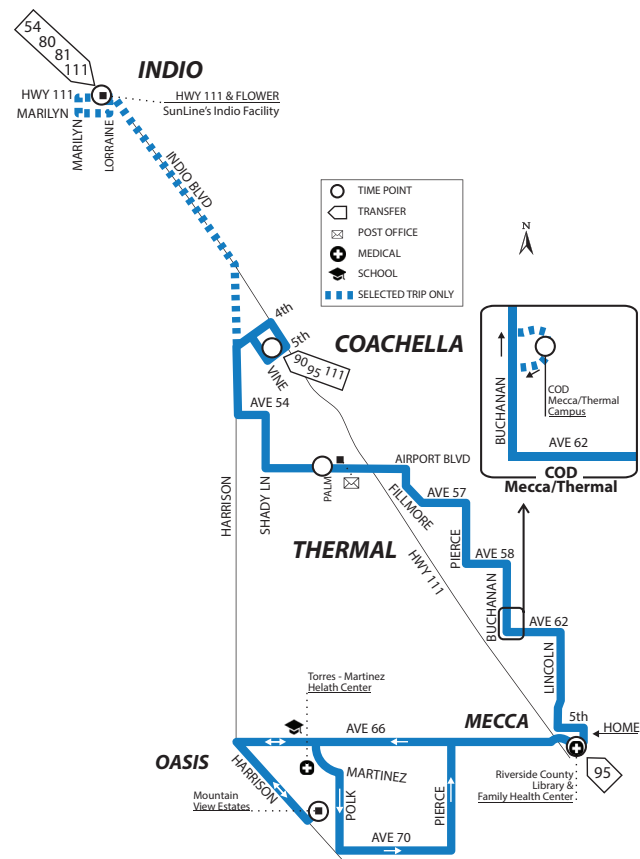 54
80
81
111
INDIO
HWY 111
MARILYN
MARILYN
LORRAINE
HWY 111 & FLOWER
SunLine's Indio Facility
INDIO BLVD
TIME POINT
TRANSFER
POST OFFICE
MEDICAL
SCHOOL
SELECTED TRIP ONLY
N
4th
5th
VINE
90
95
111
COACHELLA
AVE 54
HARRISON
SHADY LN
PALM
AIRPORT BLVD
FILLMORE
AVE 57
PIERCE
AVE 58
THERMAL
HWY 111
BUCHANAN
AVE 62
LINCOLN
BUCHANAN
COD
Mecca/Thermal
Campus
AVE 62
COD
Mecca/Thermal
Torres - Martinez
Helath Center
MECCA
5th
HOME
AVE 66
OASIS
HARRISON
MARTINEZ
Mountain
View Estates
POLK
PIERCE
AVE 70
Riverside County
Library &
Family Health Center
95